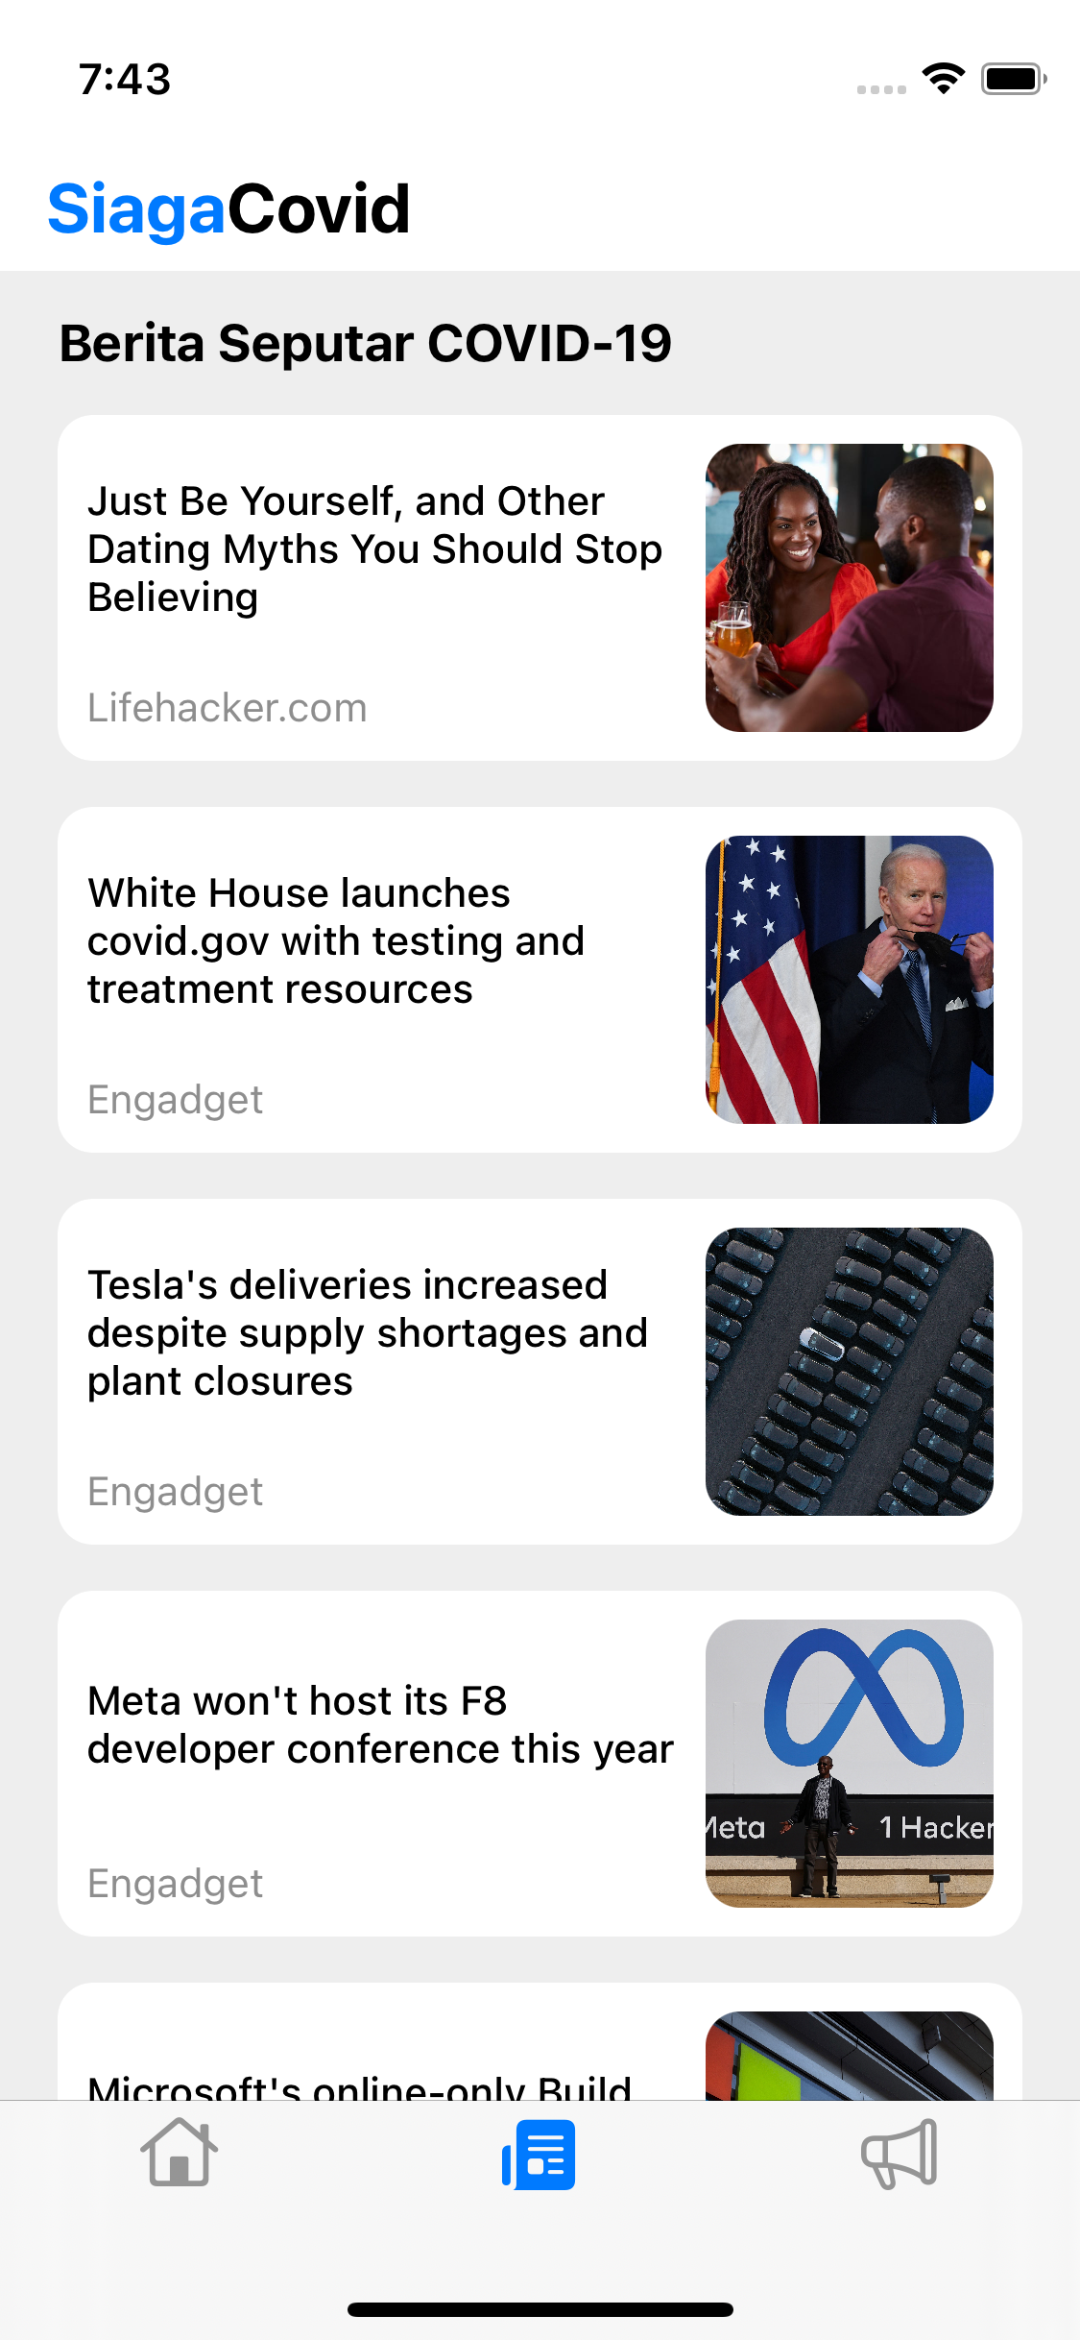 7:43
SiagaCovid
Berita Seputar COVID-19
Just Be Yourself, and Other
Dating Myths You Should Stop
Believing
Lifehacker.com
White House launches
covid.gov with testing and
treatment resources
Engadget
Tesla's deliveries increased
despite supply shortages and
plant closures
Engadget
Meta won't host its F8
developer conference this year
Engadget
Meta
1 Hacker
Microsoft's online-only Build